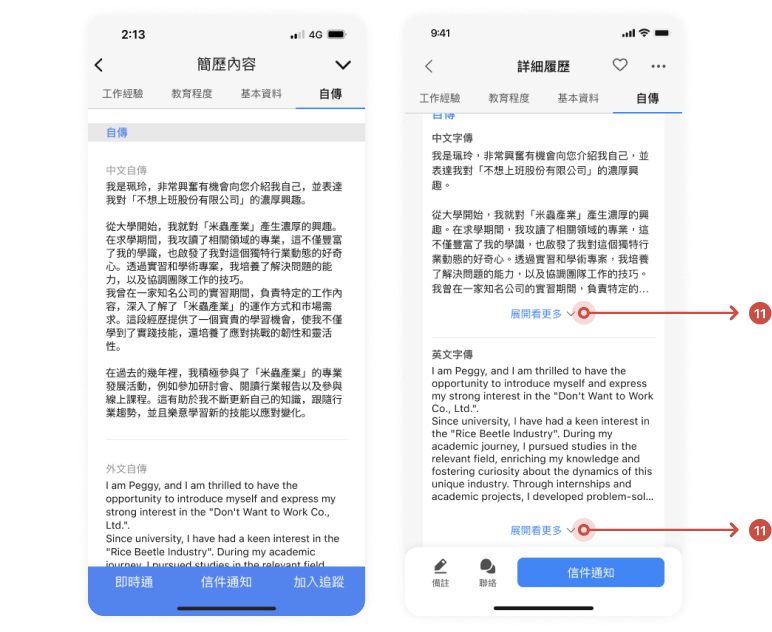 2:13
4G
簡歷內容
工作經驗
教育程度
基本資料
自傳
自傳
中文自傳
我是珮玲，非常興奮有機會向您介紹我自己，並表達
我對「不想上班股份有限公司」的濃厚興趣。
從大學開始，我就對「米蟲產業」產生濃厚的興趣。
在求學期間，我攻讀了相關領域的專業，這不僅豐富
了我的學識，也啟發了我對這個獨特行業動態的好奇
心。透過實習和學術專案，我培養了解決問題的能
力，以及協調團隊工作的技巧。
我曾在一家知名公司的實習期間，負責特定的工作內
容，深入了解了「米蟲產業」的運作方式和市場需
求。這段經歷提供了一個寶貴的學習機會，使我不僅
學到了實踐技能，還培養了應對挑戰的韌性和靈活
性。
在過去的幾年裡，我積極參與了「米蟲產業」的專業
發展活動，例如參加研討會、閱讀行業報告以及參與
線上課程。這有助於我不斷更新自己的知識，跟隨行
業趨勢，並且樂意學習新的技能以應對變化。
外文自傳
I am Peggy, and I am thrilled to have the
opportunity to introduce myself and express my
strong interest in the "Don't Want to Work Co.,
Ltd.".
Since university, I have had a keen interest in the
"Rice Beetle Industry". During my academic
journey, I pursued studies in the relevant field,
即時通
信件通知
加入追蹤
9:41
詳細履歷
工作經驗
教育程度
基本資料
自傳
自傳
中文字傳
我是珮玲，非常興奮有機會向您介紹我自己，並
表達我對「不想上班股份有限公司」的濃厚興
趣。
從大學開始，我就對「米蟲產業」產生濃厚的興
趣。在求學期間，我攻讀了相關領域的專業，這
不僅豐富了我的學識，也啟發了我對這個獨特行
業動態的好奇心。透過實習和學術專案，我培養
了解決問題的能力，以及協調團隊工作的技巧。
我曾在一家知名公司的實習期間，負責特定的...
展開看更多
11
英文字傳
I am Peggy, and I am thrilled to have the
opportunity to introduce myself and express
my strong interest in the "Don't Want to Work
Co., Ltd.".
Since university, I have had a keen interest in
the "Rice Beetle Industry". During my
academic journey, I pursued studies in the
relevant field, enriching my knowledge and
fostering curiosity about the dynamics of this
unique industry. Through internships and
academic projects, I developed problem-sol...
展開看更多
11
備註
聯絡
信件通知